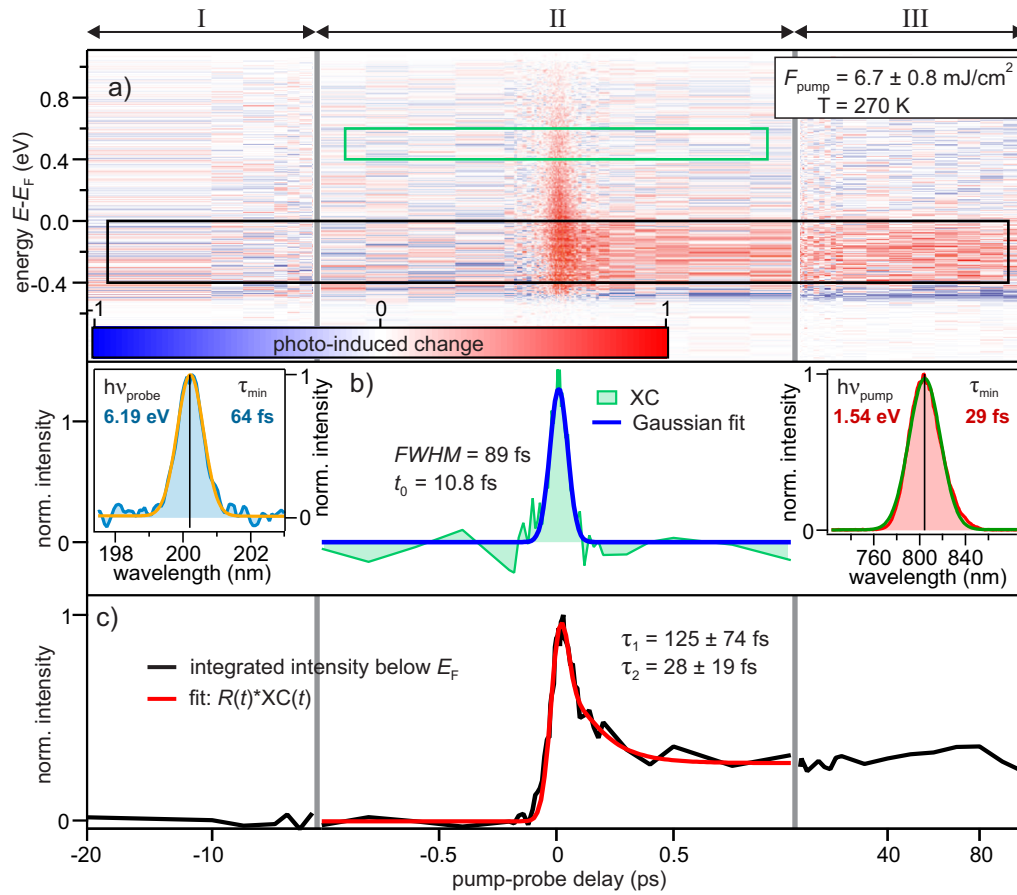 I II III
a)
F_pump = 6.7 ± 0.8 mJ/cm²
T = 270 K
energy E-E_F (eV)
0.8
0.4
0.0
-0.4
-1 0 1
photo-induced change
b)
norm. intensity
1
0
hν_probe τ_min
6.19 eV 64 fs
norm. intensity
1
0
198 200 202
wavelength (nm)
FWHM = 89 fs
t_0 = 10.8 fs
XC
Gaussian fit
hν_pump τ_min
1.54 eV 29 fs
norm. intensity
1
0
760 800 840
wavelength (nm)
c)
norm. intensity
1
0
integrated intensity below E_F
fit: R(t)*XC(t)
τ_1 = 125 ± 74 fs
τ_2 = 28 ± 19 fs
-20 -10 -0.5 0 0.5 40 80
pump-probe delay (ps)